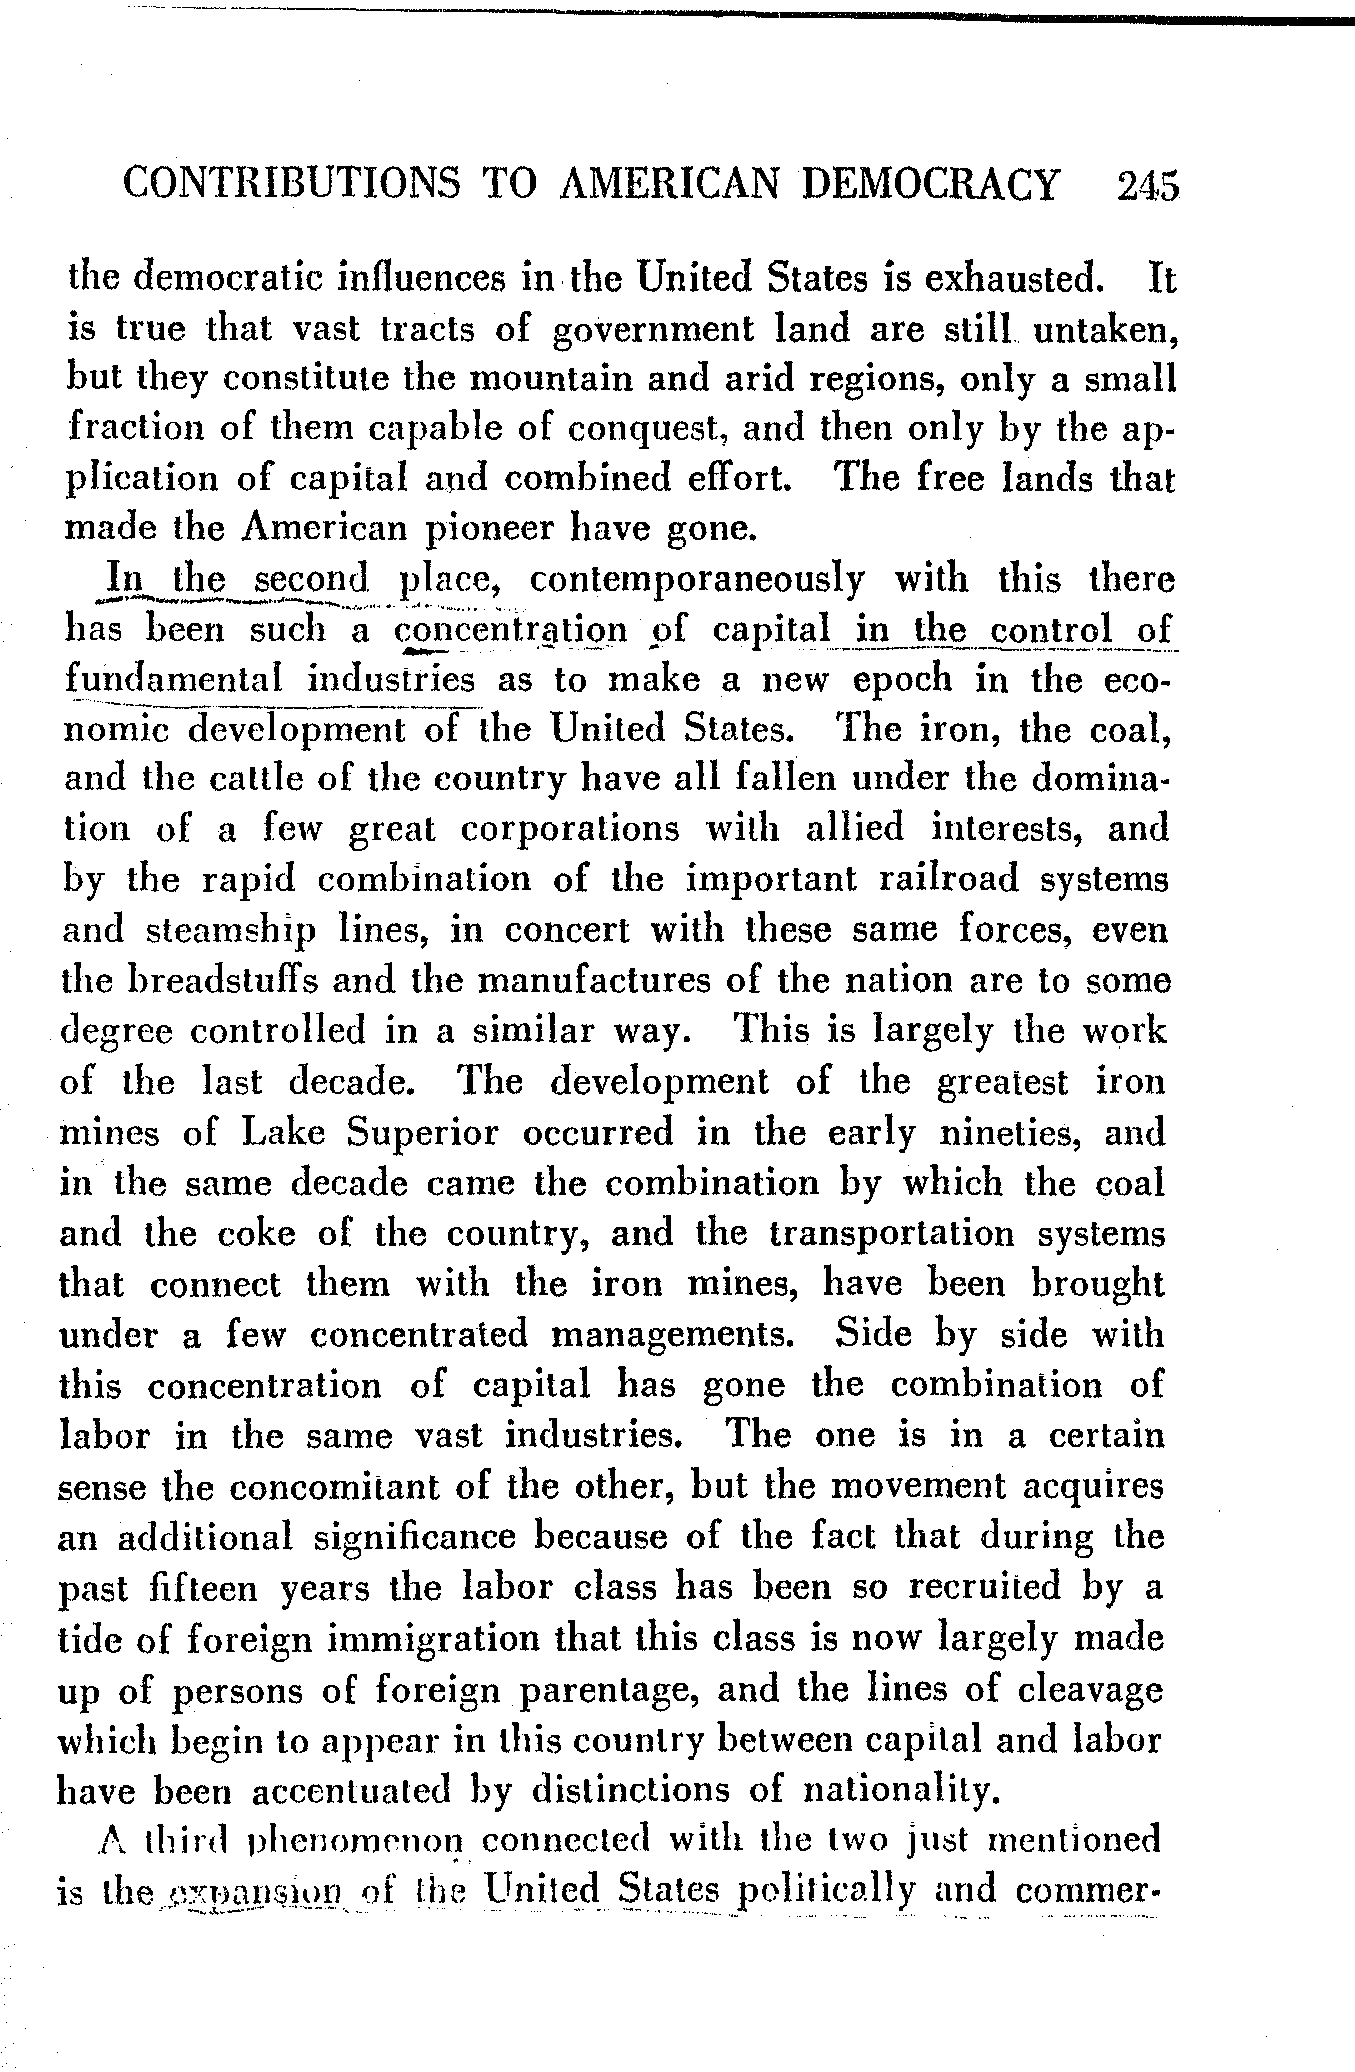 CONTRIBUTIONS TO AMERICAN DEMOCRACY 245
the democratic influences in the United States is exhausted. It
is true that vast tracts of government land are still untaken,
but they constitute the mountain and arid regions, only a small
fraction of them capable of conquest, and then only by the ap-
plication of capital and combined effort. The free lands that
made the American pioneer have gone.
In the second place, contemporaneously with this there
has been such a concentration of capital in the control of
fundamental industries as to make a new epoch in the eco-
nomic development of the United States. The iron, the coal,
and the cattle of the country have all fallen under the domina-
tion of a few great corporations with allied interests, and
by the rapid combination of the important railroad systems
and steamship lines, in concert with these same forces, even
the breadstuffs and the manufactures of the nation are to some
degree controlled in a similar way. This is largely the work
of the last decade. The development of the greatest iron
mines of Lake Superior occurred in the early nineties, and
in the same decade came the combination by which the coal
and the coke of the country, and the transportation systems
that connect them with the iron mines, have been brought
under a few concentrated managements. Side by side with
this concentration of capital has gone the combination of
labor in the same vast industries. The one is in a certain
sense the concomitant of the other, but the movement acquires
an additional significance because of the fact that during the
past fifteen years the labor class has been so recruited by a
tide of foreign immigration that this class is now largely made
up of persons of foreign parentage, and the lines of cleavage
which begin to appear in this country between capital and labor
have been accentuated by distinctions of nationality.
A third phenomenon connected with the two just mentioned
is the expansion of the United States politically and commer-